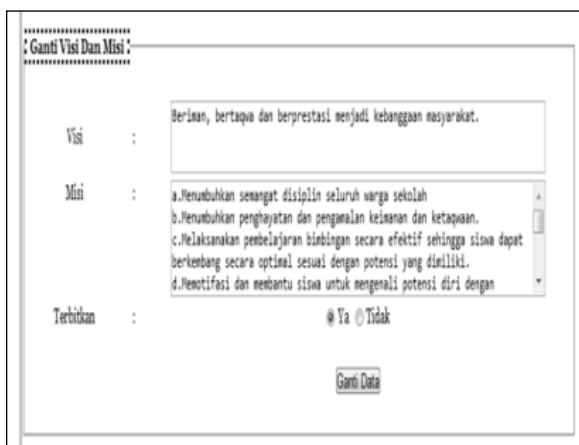 Ganti Visi Dan Misi
Visi : Beriman, bertaqwa dan berprestasi menjadi kebanggaan masyarakat.
Misi : a.Menumbuhkan semangat disiplin seluruh warga sekolah
b.Menumbuhkan penghayatan dan pengamalan keimanan dan ketaqwaan.
c.Melaksanakan pembelajaran bimbingan secara efektif sehingga siswa dapat
berkembang secara optimal sesuai dengan potensi yang dimiliki.
d.Memotifasi dan membantu siswa untuk mengenali potensi diri dengan
Terbitkan : Ya Tidak
Ganti Data